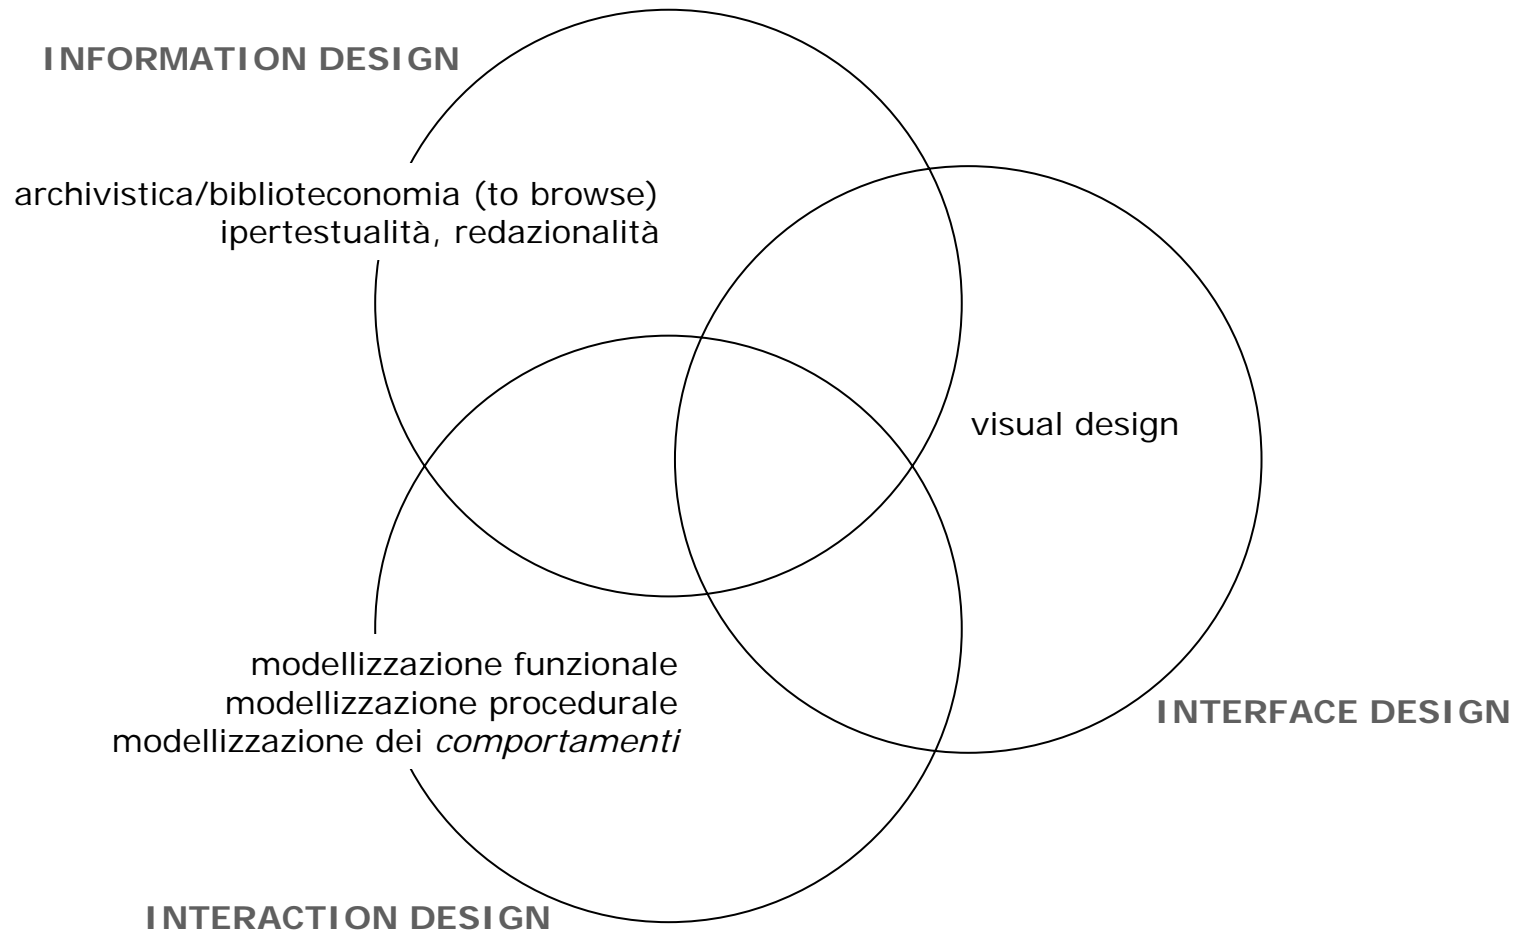 INFORMATION DESIGN
archivistica/biblioteconomia (to browse)
ipertestualità, redazionalità
visual design
modellizzazione funzionale
modellizzazione procedurale
modellizzazione dei comportamenti
INTERFACE DESIGN
INTERACTION DESIGN